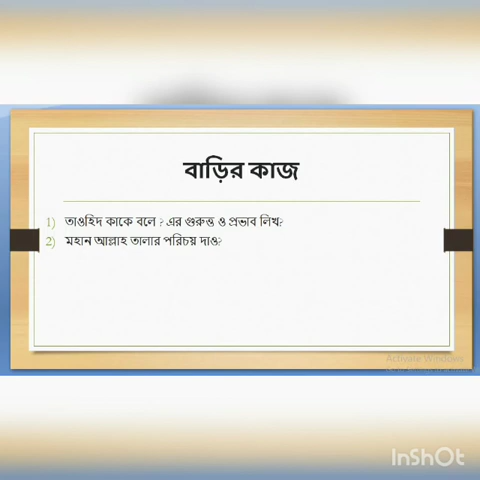 বাড়ির কাজ
1) তাওহিদ কাকে বলে ? এর গুরুত্ত ও প্রভাব লিখ?
2) মহান আল্লাহ তালার পরিচয় দাও?
Activate Windows
InShOt